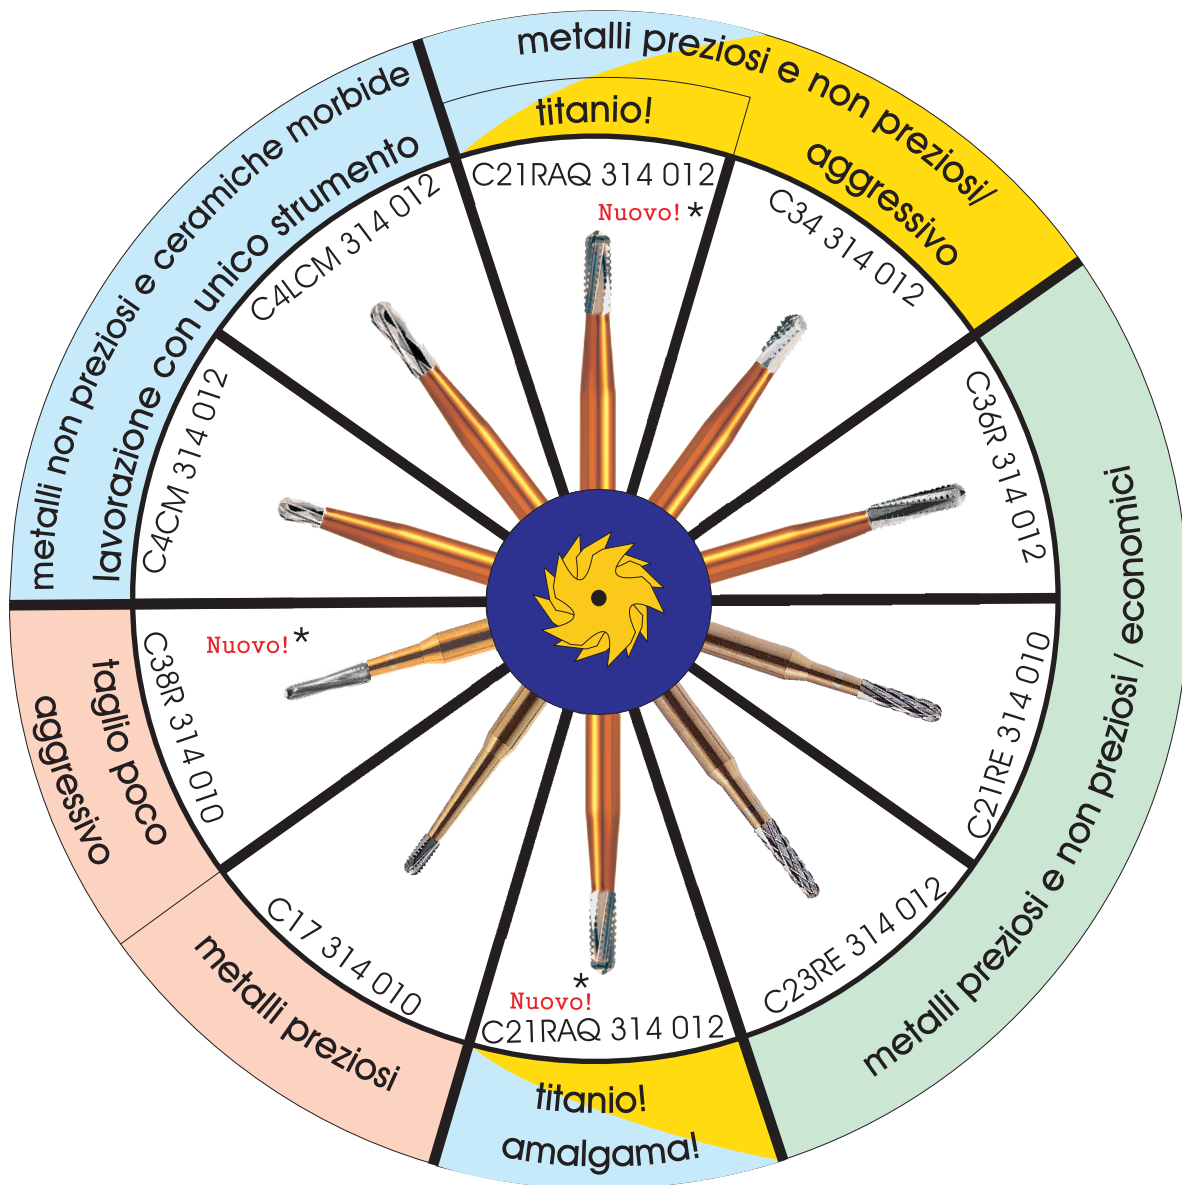 metalli preziosi e non preziosi/
aggressivo
titanio!
C21RAQ 314 012
Nuovo! *
C34 314 012
C36R 314 012
metalli preziosi e non preziosi / economici
C21RE 314 010
C23RE 314 012
*
Nuovo!
C21RAQ 314 012
titanio!
amalgama!
C17 314 010
metalli preziosi
C38R 314 010
Nuovo! *
taglio poco
aggressivo
C4CM 314 012
C4LCM 314 012
metalli non preziosi e ceramiche morbide
lavorazione con unico strumento